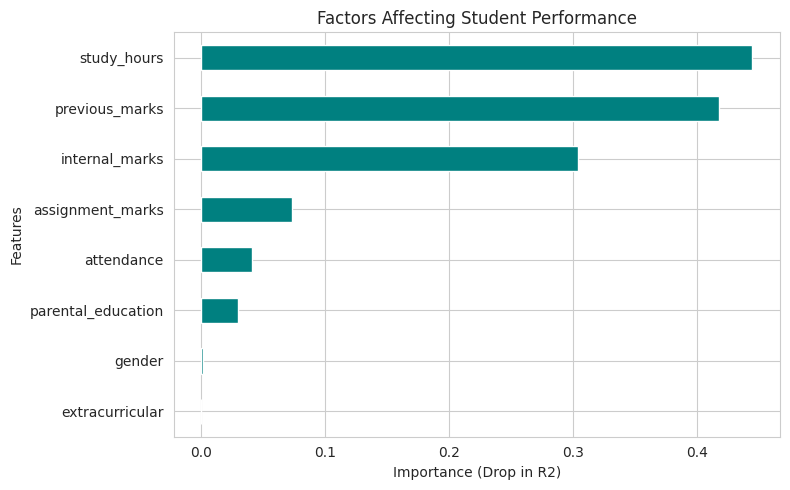 Factors Affecting Student Performance
study_hours
previous_marks
internal_marks
assignment_marks
attendance
parental_education
gender
extracurricular
Features
0.0 0.1 0.2 0.3 0.4
Importance (Drop in R2)